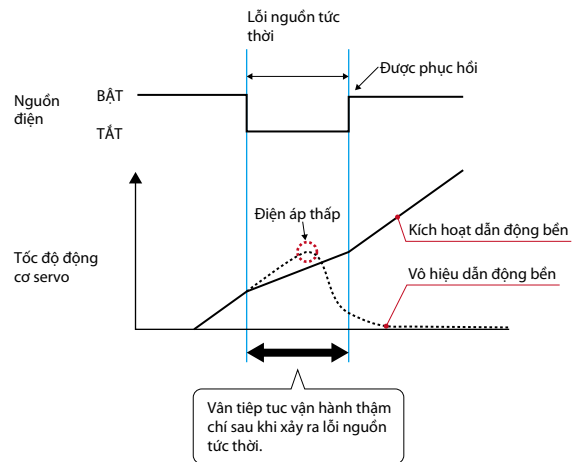 Lỗi nguồn tức
thời
Được phục hồi
Nguồn
điện
BẬT
TẮT
Điện áp thấp
Kích hoạt dẫn động bền
Tốc độ động
cơ servo
Vô hiệu dẫn động bền
Vân tiếp tuc vận hành thậm
chí sau khi xảy ra lỗi nguồn
tức thời.